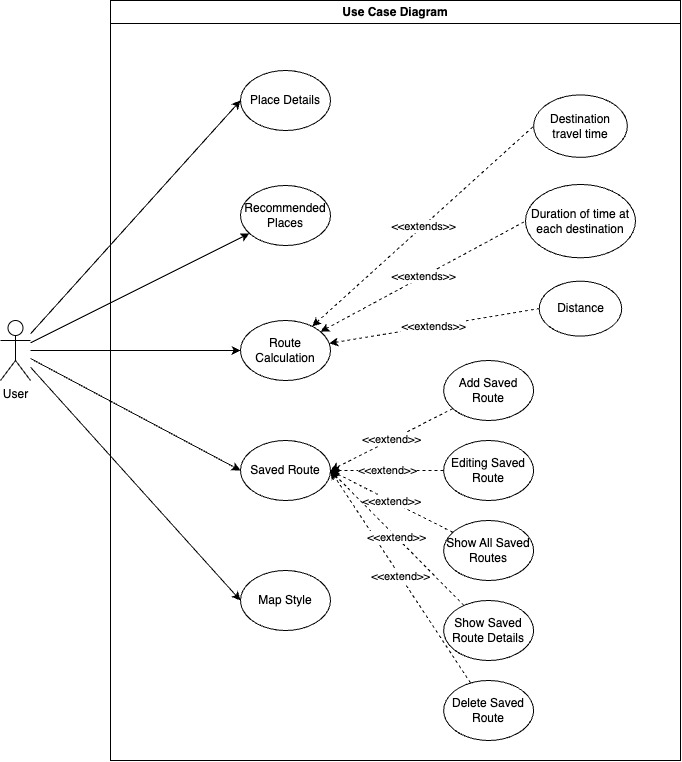 Use Case Diagram
Place Details
Destination
travel time
Recommended
Places
Duration of time at
each destination
<<extends>>
<<extends>>
Distance
<<extends>>
Route
Calculation
User
Add Saved
Route
<<extend>>
Saved Route
<<extend>>
Editing Saved
Route
<<extend>>
Show All Saved
Routes
<<extend>>
<<extend>>
Map Style
Show Saved
Route Details
Delete Saved
Route